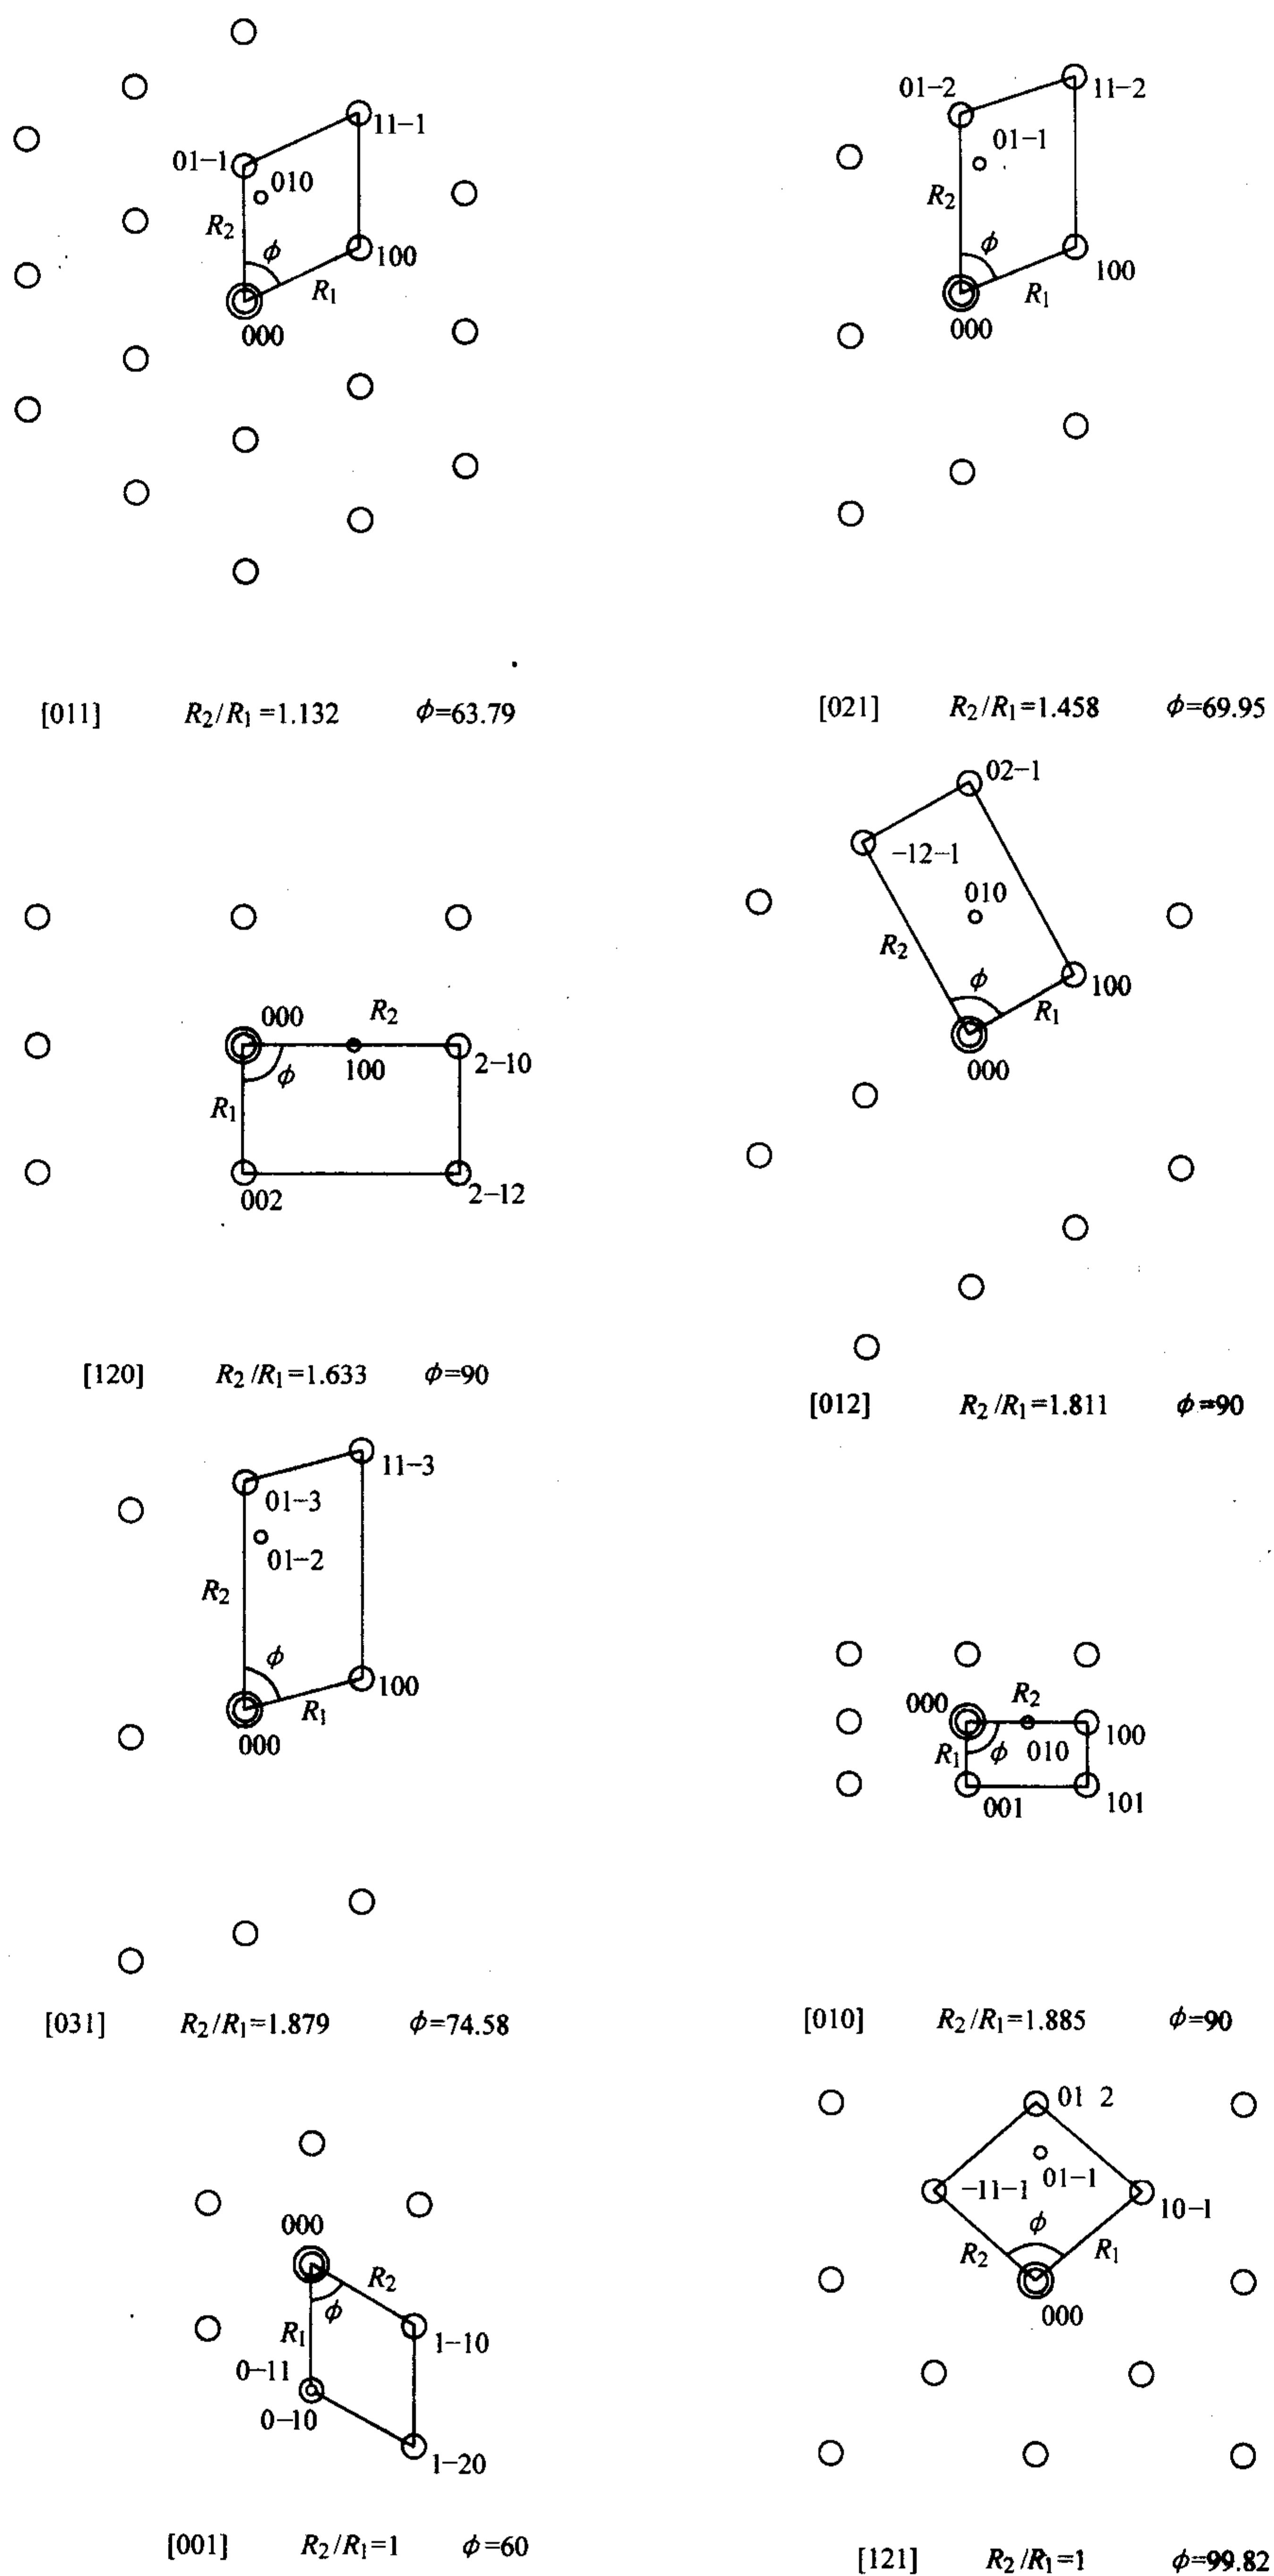 01−1
11−1
010
R2
ϕ
100
R1
000
[011] R2/R1=1.132 ϕ=63.79
01−2
11−2
01−1
R2
ϕ
100
R1
000
[021] R2/R1=1.458 ϕ=69.95
000
R2
100
2−10
ϕ
R1
002
2−12
[120] R2/R1=1.633 ϕ=90
02−1
−12−1
010
R2
ϕ
100
R1
000
[012] R2/R1=1.811 ϕ=90
11−3
01−3
01−2
R2
ϕ
100
R1
000
[031] R2/R1=1.879 ϕ=74.58
R2
000
100
R1
ϕ
010
001
101
[010] R2/R1=1.885 ϕ=90
000
R2
ϕ
R1
1−10
0−11
0−10
1−20
[001] R2/R1=1 ϕ=60
01 2
01−1
−11−1
10−1
ϕ
R2
R1
000
[121] R2/R1=1 ϕ=99.82